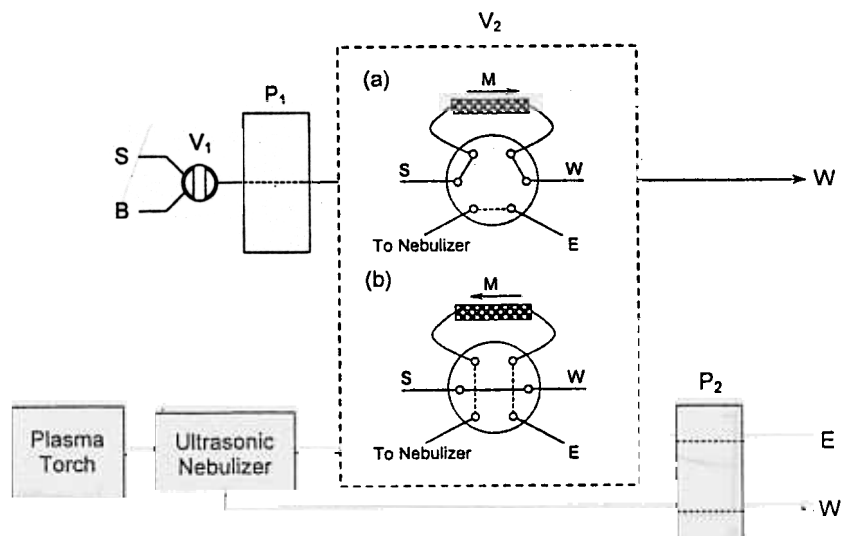 V₂
(a)
M
P₁
V₁
S
B
S
W
W
To Nebulizer
E
(b)
M
S
W
P₂
To Nebulizer
E
Plasma
Torch
Ultrasonic
Nebulizer
E
W